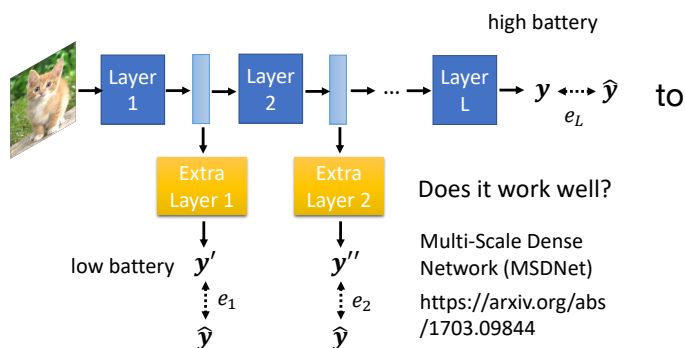 high battery
Layer 1
Layer 2
...
Layer L
y
ŷ
to
e_L
Extra Layer 1
Extra Layer 2
Does it work well?
low battery
y′
y′′
Multi-Scale Dense
Network (MSDNet)
e_1
e_2
https://arxiv.org/abs
/1703.09844
ŷ
ŷ